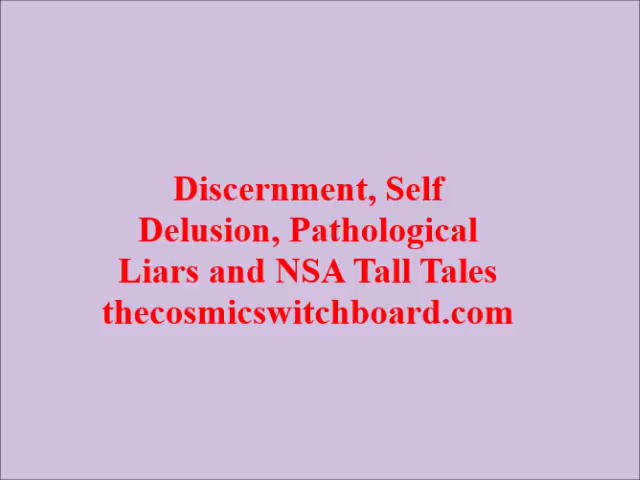 Discernment, Self
Delusion, Pathological
Liars and NSA Tall Tales
thecosmicswitchboard.com